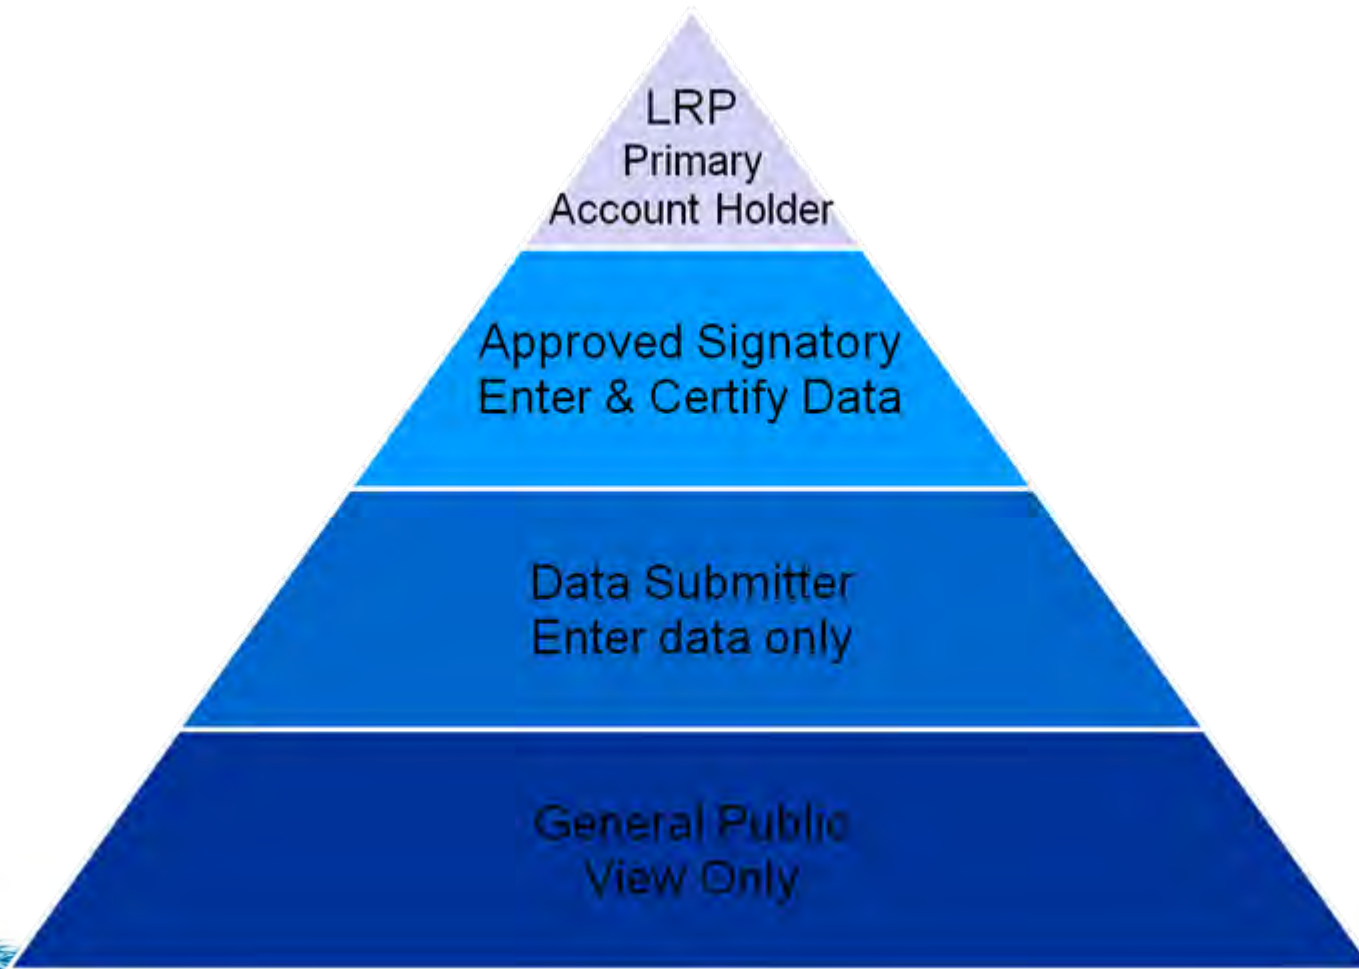 LRP
Primary
Account Holder
Approved Signatory
Enter & Certify Data
Data Submitter
Enter data only
General Public
View Only